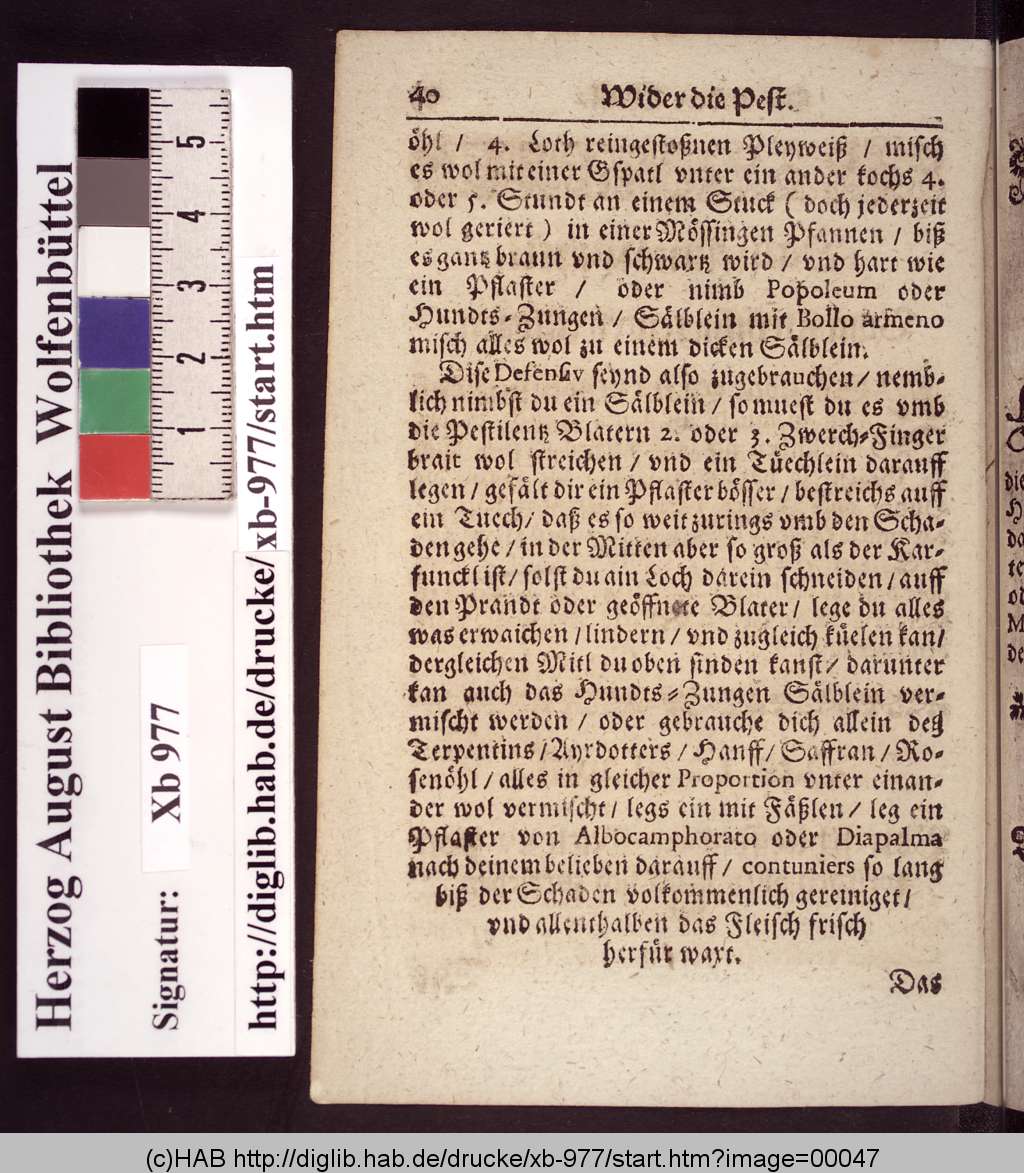 40 Wider die Pest.
öhl / 4. Loth reingestoßnen Pleyweiß / misch
es wol mit einer Gspatl vnter ein ander kochs 4.
oder 5. Stundt an einem Stuck ( doch jederzeit
wol geriert ) in einer Mössingen Pfannen / biß
es gantz braun vnd schwartz wird / vnd hart wie
ein Pflaster / oder nimb Popoleum oder
Hundts-Zungen / Sälblein mit Bollo armeno
misch alles wol zu einem dicken Sälblein.
Dise Defensiv seynd also zugebrauchen / nemb-
lich nimbst du ein Sälblein / so muest du es vmb
die Pestilentz Blatern 2. oder 3. Zwerch-Finger
brait wol streichen / vnd ein Tüechlein darauff
legen / gefält dir ein Pflaster bösser / bestreichs auff
ein Tuech / daß es so weit zurings vmb den Scha-
den gehe / in der Mitten aber so groß als der Kar-
funckl ist / solst du ain Loch darein schneiden / auff
den Prandt oder geöffnete Blater / lege du alles
was erwaichen / lindern / vnd zugleich küelen kan /
dergleichen Mitl du oben finden kanst / darunter
kan auch das Hundts-Zungen Sälblein ver-
mischt werden / oder gebrauche dich allein deß
Terpentins / Ayrdotters / Hanff / Saffran / Ro-
senöhl / alles in gleicher Proportion vnter einan-
der wol vermischt / legs ein mit Fäßlen / leg ein
Pflaster von Albocamphorato oder Diapalma
nach deinem belieben darauff / contuniers so lang
biß der Schaden volkommenlich gereiniget /
vnd allenthalben das Fleisch frisch
herfür waxt.
Das
Herzog August Bibliothek Wolfenbüttel
Signatur: Xb 977
http://diglib.hab.de/drucke/xb-977/start.htm
1 2 3 4 5
(c)HAB http://diglib.hab.de/drucke/xb-977/start.htm?image=00047